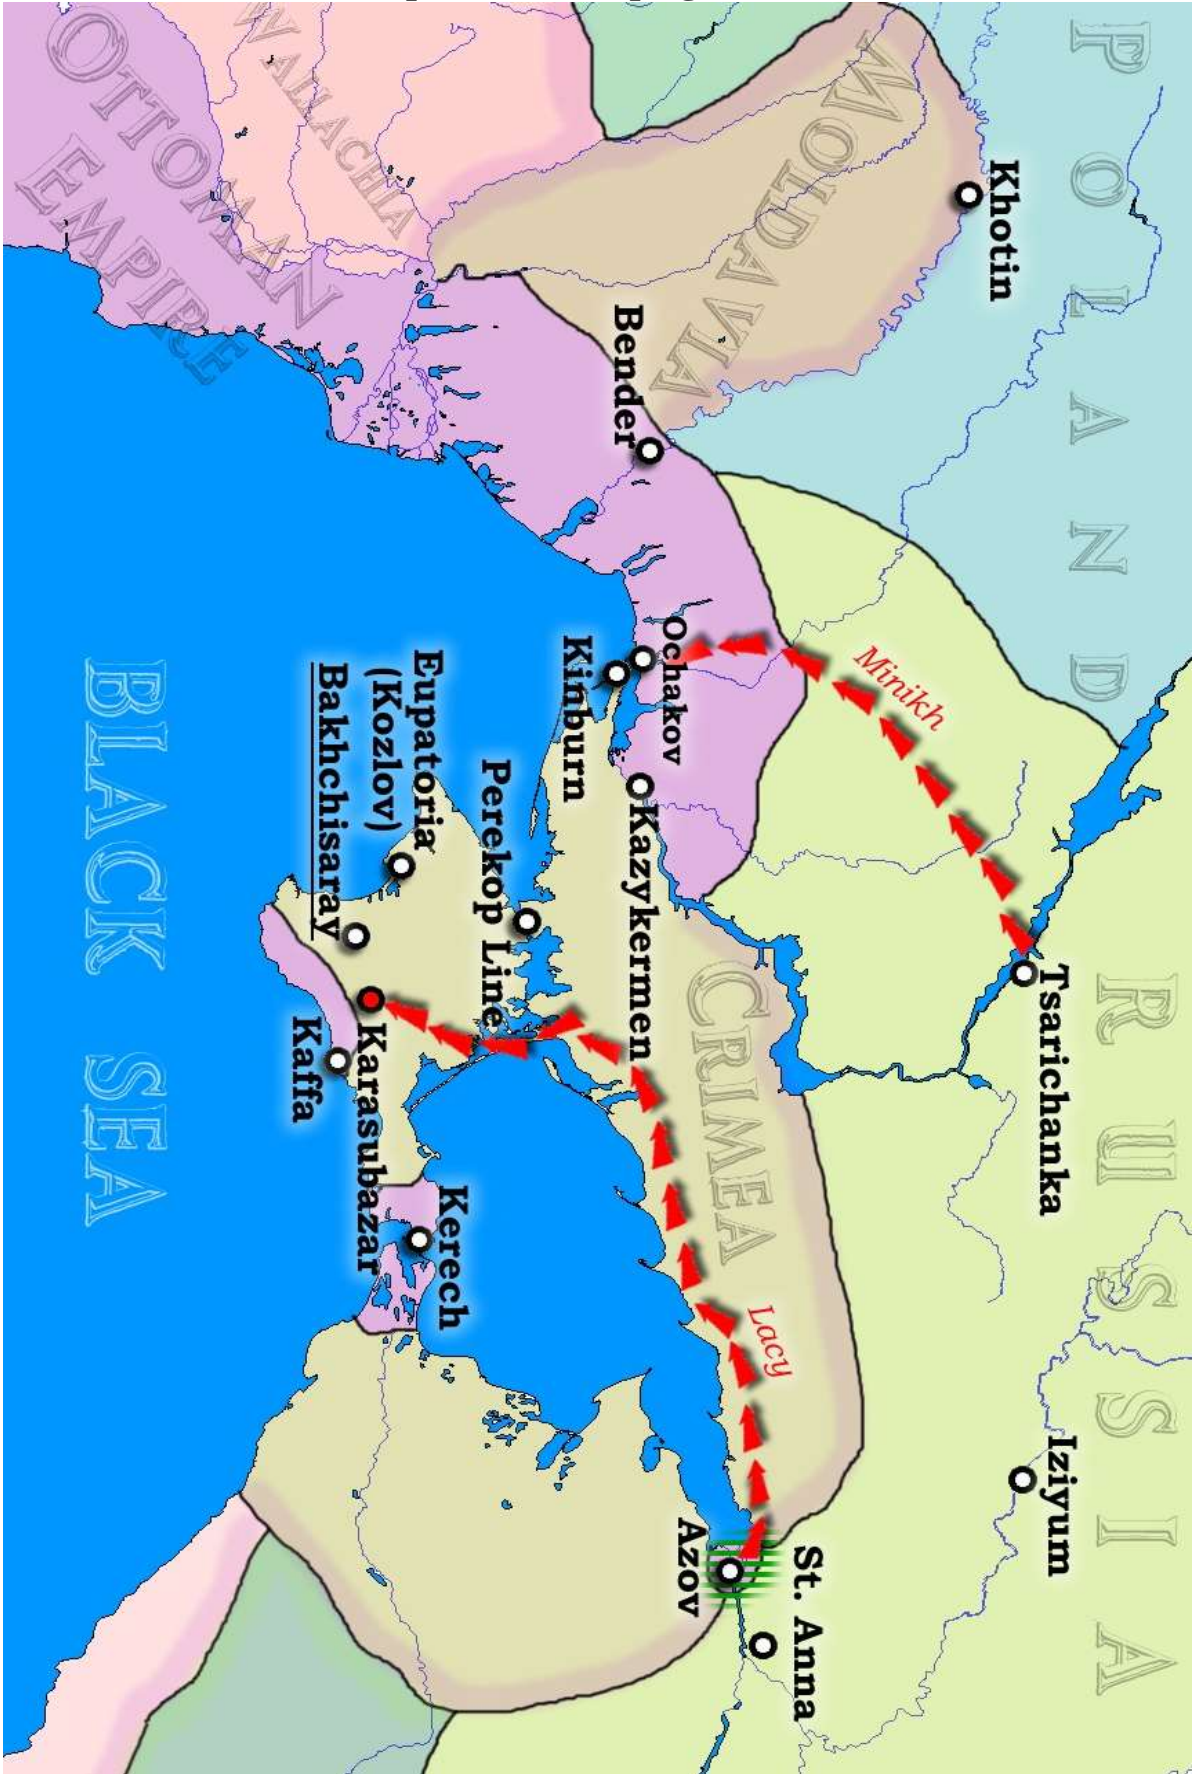 POLAND
RUSSIA
Khotin
MOLDAVIA
WALLACHIA
OTTOMAN
EMPIRE
Bender
Minikh
Tsarichanka
Iziyum
Ochakov
Kinburn
Kazykermen
CRIMEA
Lacy
St. Anna
Azov
Perekop Line
Eupatoria
(Kozlov)
Bakhchisaray
Karasubazar
Kaffa
Kerech
BLACK SEA